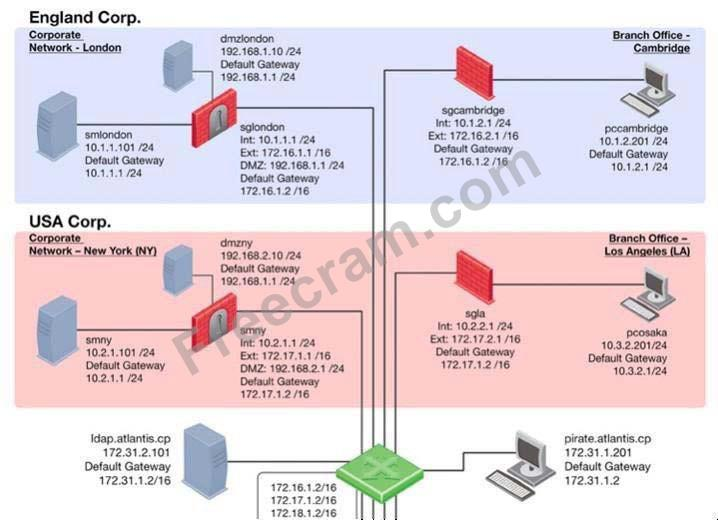 England Corp.
Corporate
Network - London
dmzlondon
192.168.1.10 /24
Default Gateway
192.168.1.1 /24
Branch Office -
Cambridge
smlondon
10.1.1.101 /24
Default Gateway
10.1.1.1 /24
sglondon
Int: 10.1.1.1 /24
Ext: 172.16.1.1 /16
DMZ: 192.168.1.1 /24
Default Gateway
172.16.1.2 /16
sgcambridge
Int: 10.1.2.1 /24
Ext: 172.16.2.1 /16
Default Gateway
172.16.1.2 /16
pccambridge
10.1.2.201 /24
Default Gateway
10.1.2.1 /24
USA Corp.
Corporate
Network – New York (NY)
dmzny
192.168.2.10 /24
Default Gateway
192.168.1.1 /24
Branch Office –
Los Angeles (LA)
smny
10.2.1.101 /24
Default Gateway
10.2.1.1 /24
smny
Int: 10.2.1.1 /24
Ext: 172.17.1.1 /16
DMZ: 192.168.2.1 /24
Default Gateway
172.17.1.2 /16
sgla
Int: 10.2.2.1 /24
Ext: 172.17.2.1 /16
Default Gateway
172.17.1.2 /16
pcosaka
10.3.2.201/24
Default Gateway
10.3.2.1/24
Freecram.com
ldap.atlantis.cp
172.31.2.101
Default Gateway
172.31.1.2/16
pirate.atlantis.cp
172.31.1.201
Default Gateway
172.31.1.2
172.16.1.2/16
172.17.1.2/16
172.18.1.2/16